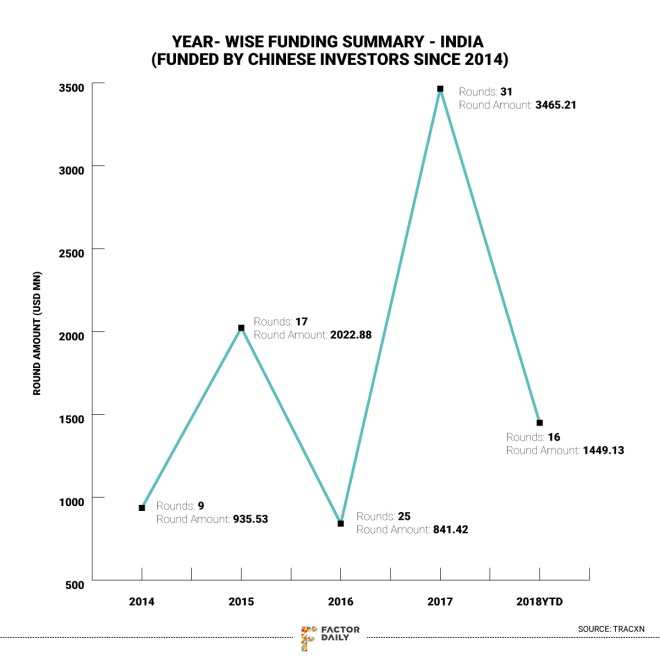 YEAR- WISE FUNDING SUMMARY - INDIA
(FUNDED BY CHINESE INVESTORS SINCE 2014)
ROUND AMOUNT (USD MN)
3500
3000
2500
2000
1500
1000
500
Rounds: 9
Round Amount: 935.53
Rounds: 17
Round Amount: 2022.88
Rounds: 25
Round Amount: 841.42
Rounds: 31
Round Amount: 3465.21
Rounds: 16
Round Amount: 1449.13
2014
2015
2016
2017
2018YTD
FACTOR
DAILY
SOURCE: TRACXN